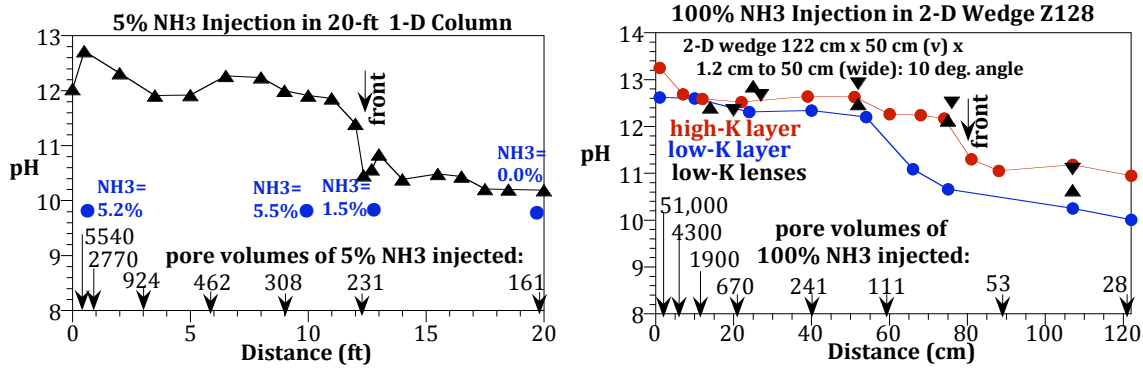 5% NH3 Injection in 20-ft 1-D Column
13
12
11
10
9
8
pH
front
NH3=
5.2%
NH3=
5.5%
NH3=
1.5%
NH3=
0.0%
5540
2770
924
pore volumes of 5% NH3 injected:
462
308
231
161
0
5
10
15
20
Distance (ft)
100% NH3 Injection in 2-D Wedge Z128
14
13
12
11
10
9
8
pH
2-D wedge 122 cm x 50 cm (v) x
1.2 cm to 50 cm (wide): 10 deg. angle
high-K layer
low-K layer
low-K lenses
front
51,000
4300
1900
pore volumes of
100% NH3 injected:
670
241
111
53
28
0
20
40
60
80
100
120
Distance (cm)